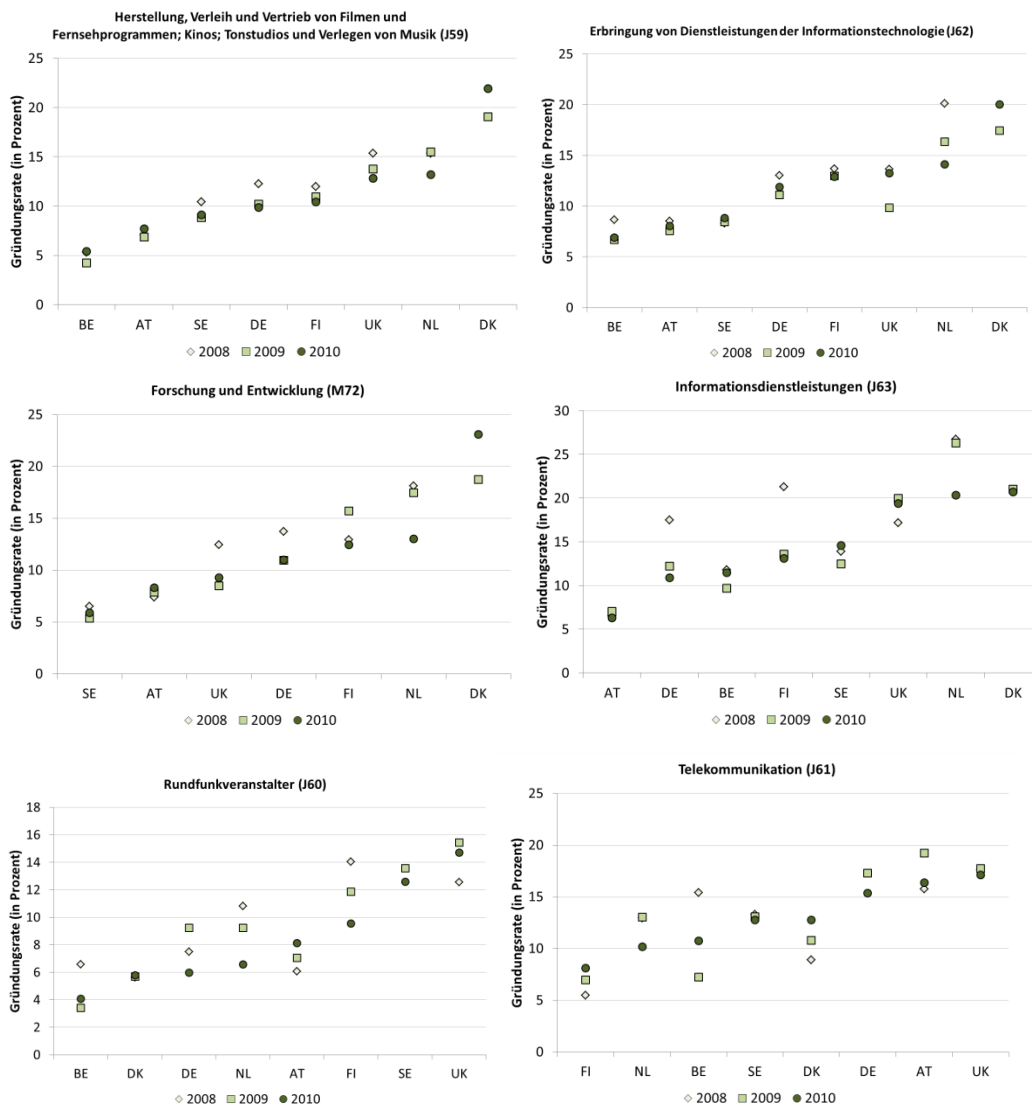 Herstellung, Verleih und Vertrieb von Filmen und
Fernsehprogrammen; Kinos; Tonstudios und Verlegen von Musik (J59)
Gründungsrate (in Prozent)
25
20
15
10
5
0
BE AT SE DE FI UK NL DK
2008 2009 2010
Erbringung von Dienstleistungen der Informationstechnologie (J62)
Gründungsrate (in Prozent)
25
20
15
10
5
0
BE AT SE DE FI UK NL DK
2008 2009 2010
Forschung und Entwicklung (M72)
Gründungsrate (in Prozent)
25
20
15
10
5
0
SE AT UK DE FI NL DK
2008 2009 2010
Informationsdienstleistungen (J63)
Gründungsrate (in Prozent)
30
25
20
15
10
5
0
AT DE BE FI SE UK NL DK
2008 2009 2010
Rundfunkveranstalter (J60)
Gründungsrate (in Prozent)
18
16
14
12
10
8
6
4
2
0
BE DK DE NL AT FI SE UK
2008 2009 2010
Telekommunikation (J61)
Gründungsrate (in Prozent)
25
20
15
10
5
0
FI NL BE SE DK DE AT UK
2008 2009 2010